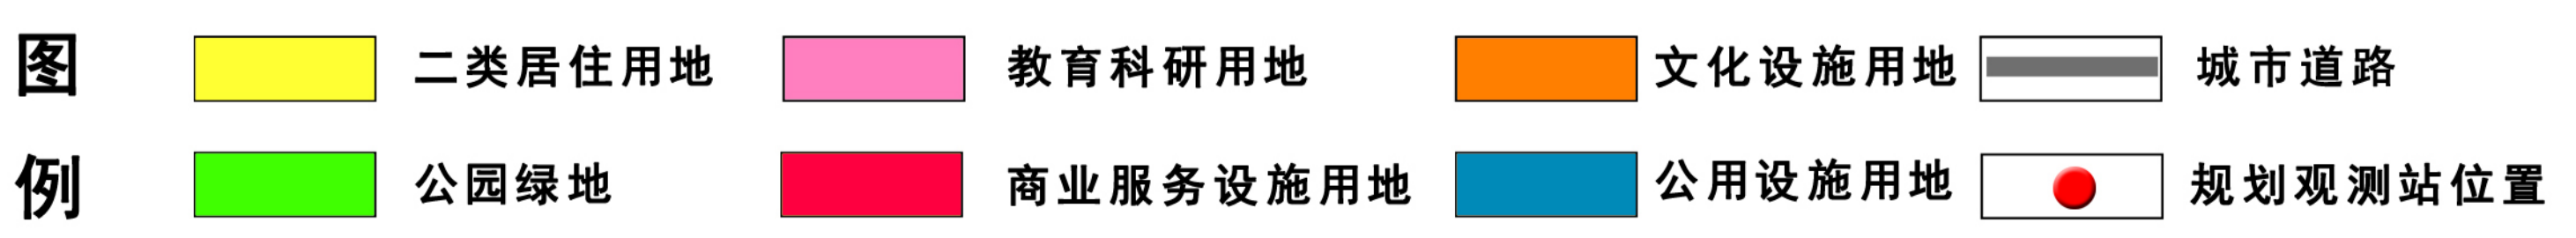 图 二类居住用地 教育科研用地 文化设施用地 城市道路
例 公园绿地 商业服务设施用地 公用设施用地 规划观测站位置